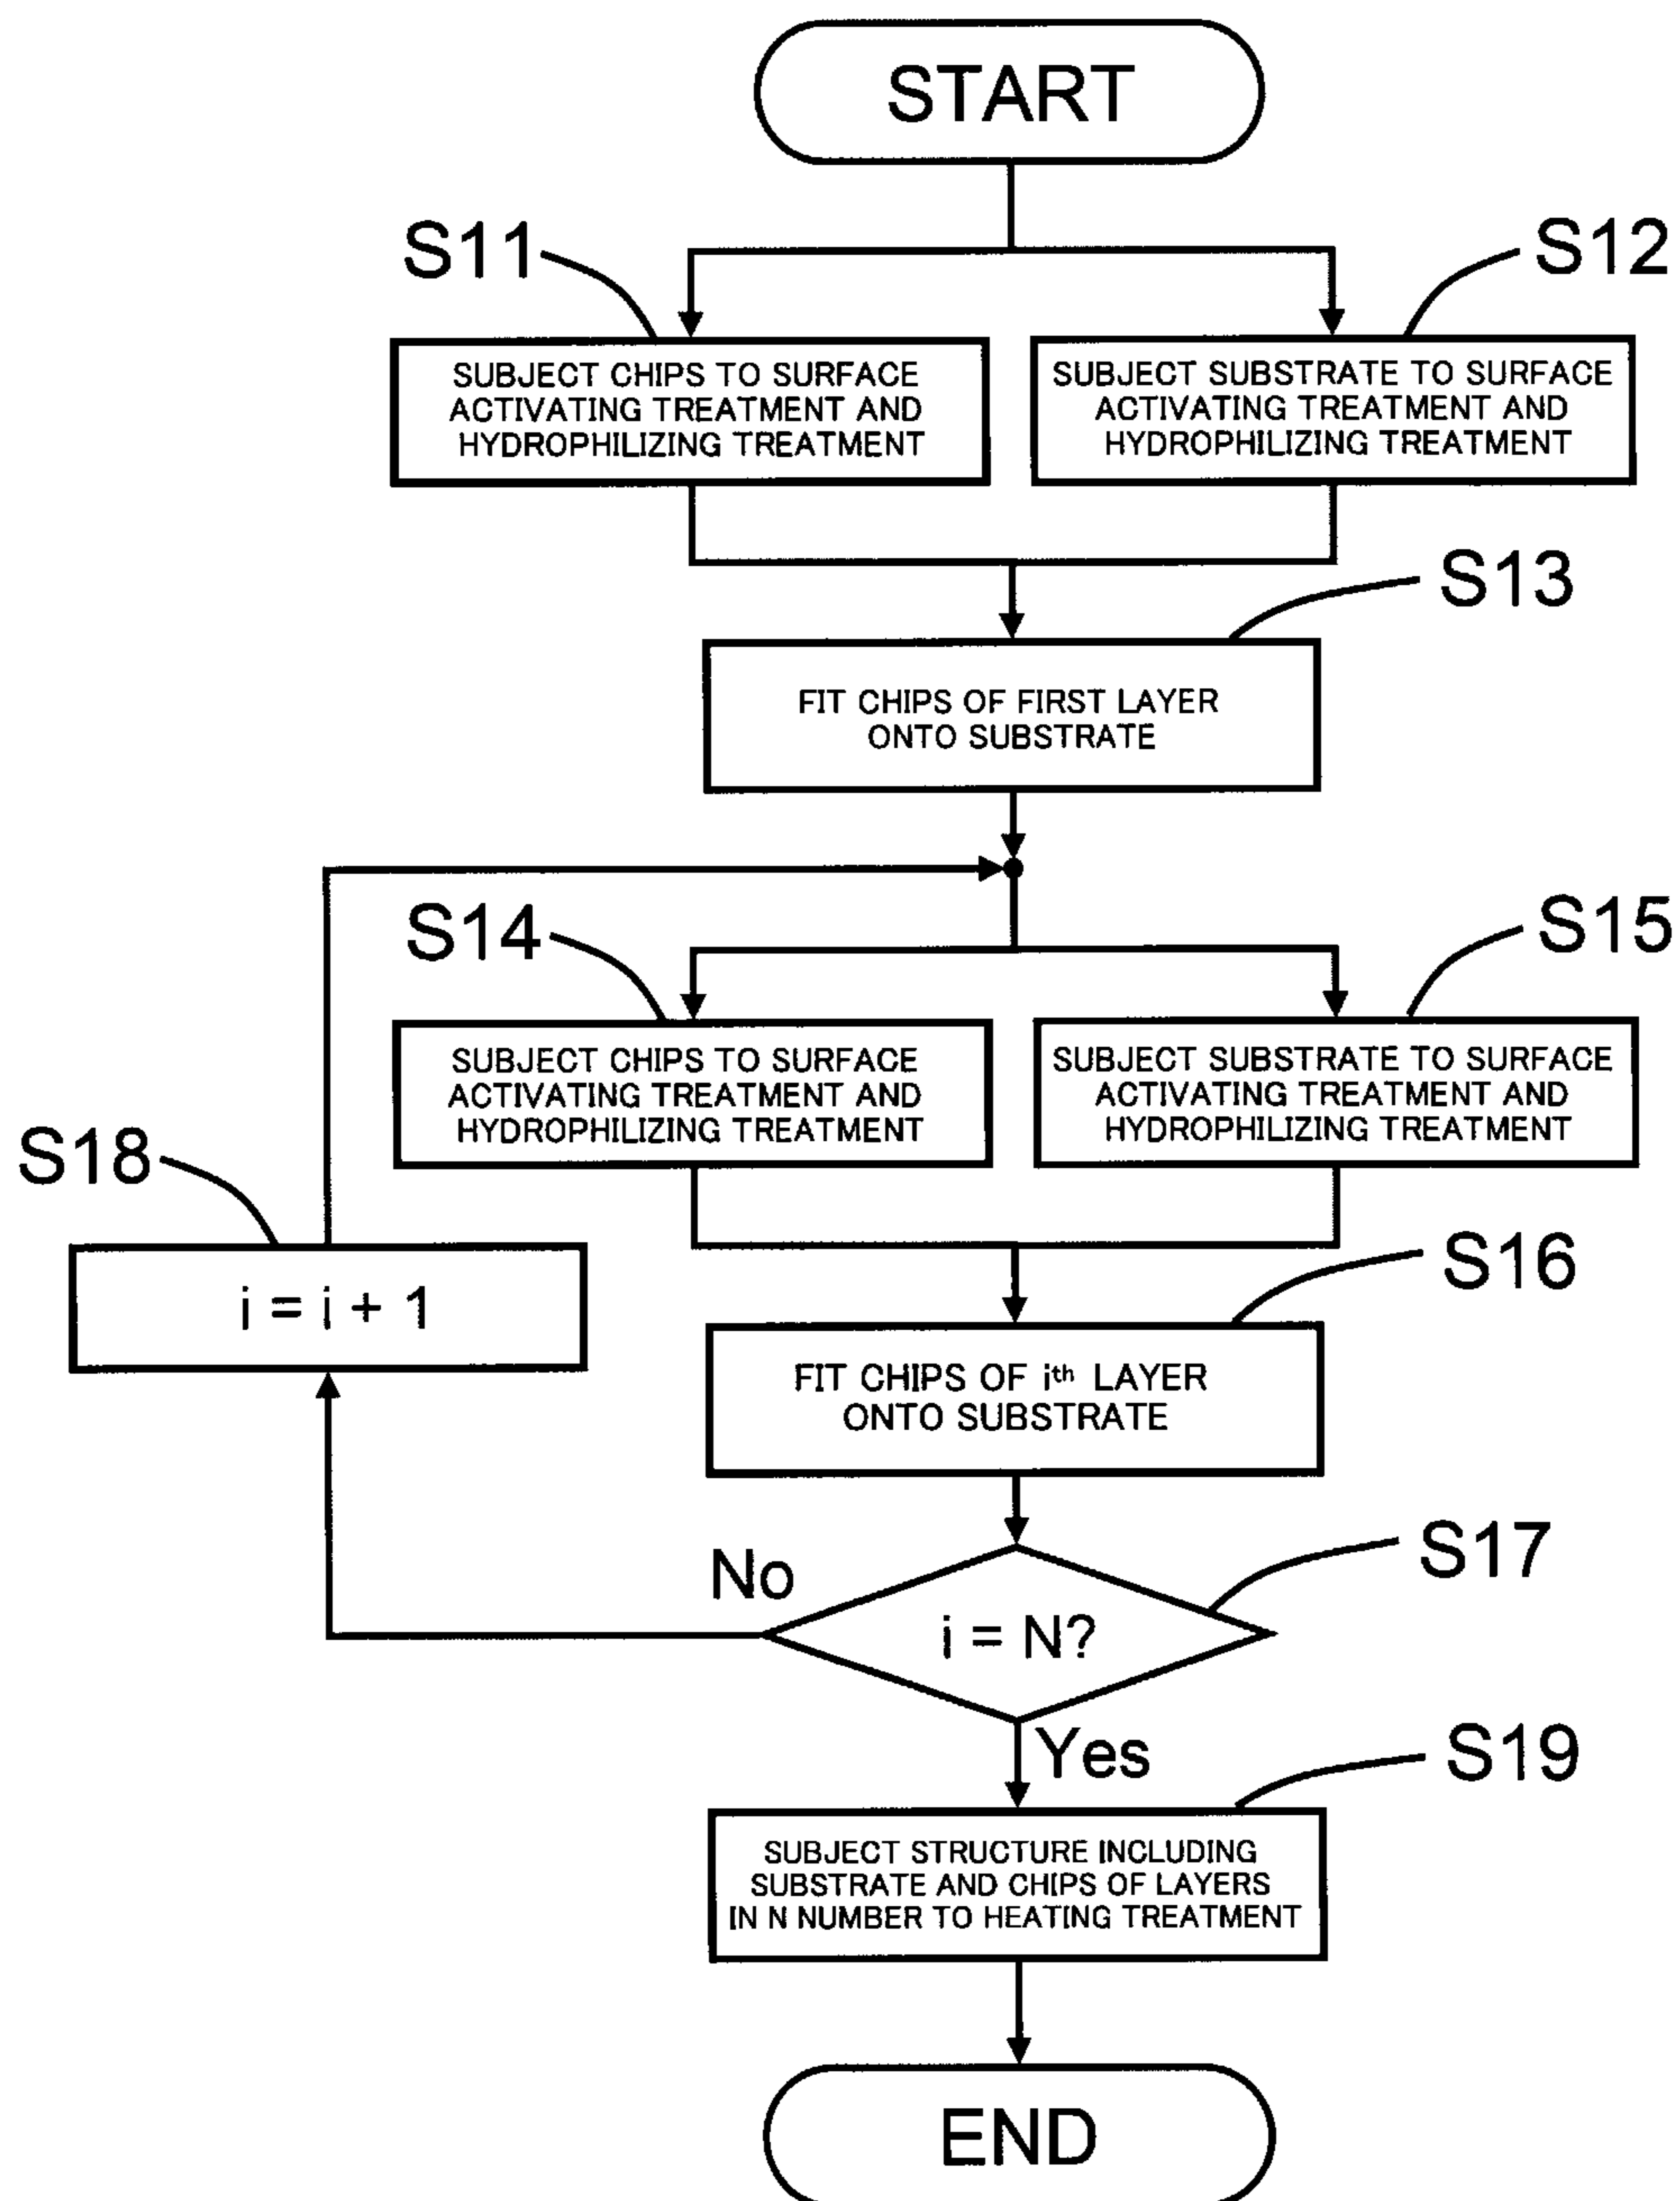 START
S11
S12
SUBJECT CHIPS TO SURFACE
ACTIVATING TREATMENT AND
HYDROPHILIZING TREATMENT
SUBJECT SUBSTRATE TO SURFACE
ACTIVATING TREATMENT AND
HYDROPHILIZING TREATMENT
S13
FIT CHIPS OF FIRST LAYER
ONTO SUBSTRATE
S14
S15
SUBJECT CHIPS TO SURFACE
ACTIVATING TREATMENT AND
HYDROPHILIZING TREATMENT
SUBJECT SUBSTRATE TO SURFACE
ACTIVATING TREATMENT AND
HYDROPHILIZING TREATMENT
S18
i = i + 1
S16
FIT CHIPS OF iᵗʰ LAYER
ONTO SUBSTRATE
S17
No
i = N?
Yes
S19
SUBJECT STRUCTURE INCLUDING
SUBSTRATE AND CHIPS OF LAYERS
IN N NUMBER TO HEATING TREATMENT
END